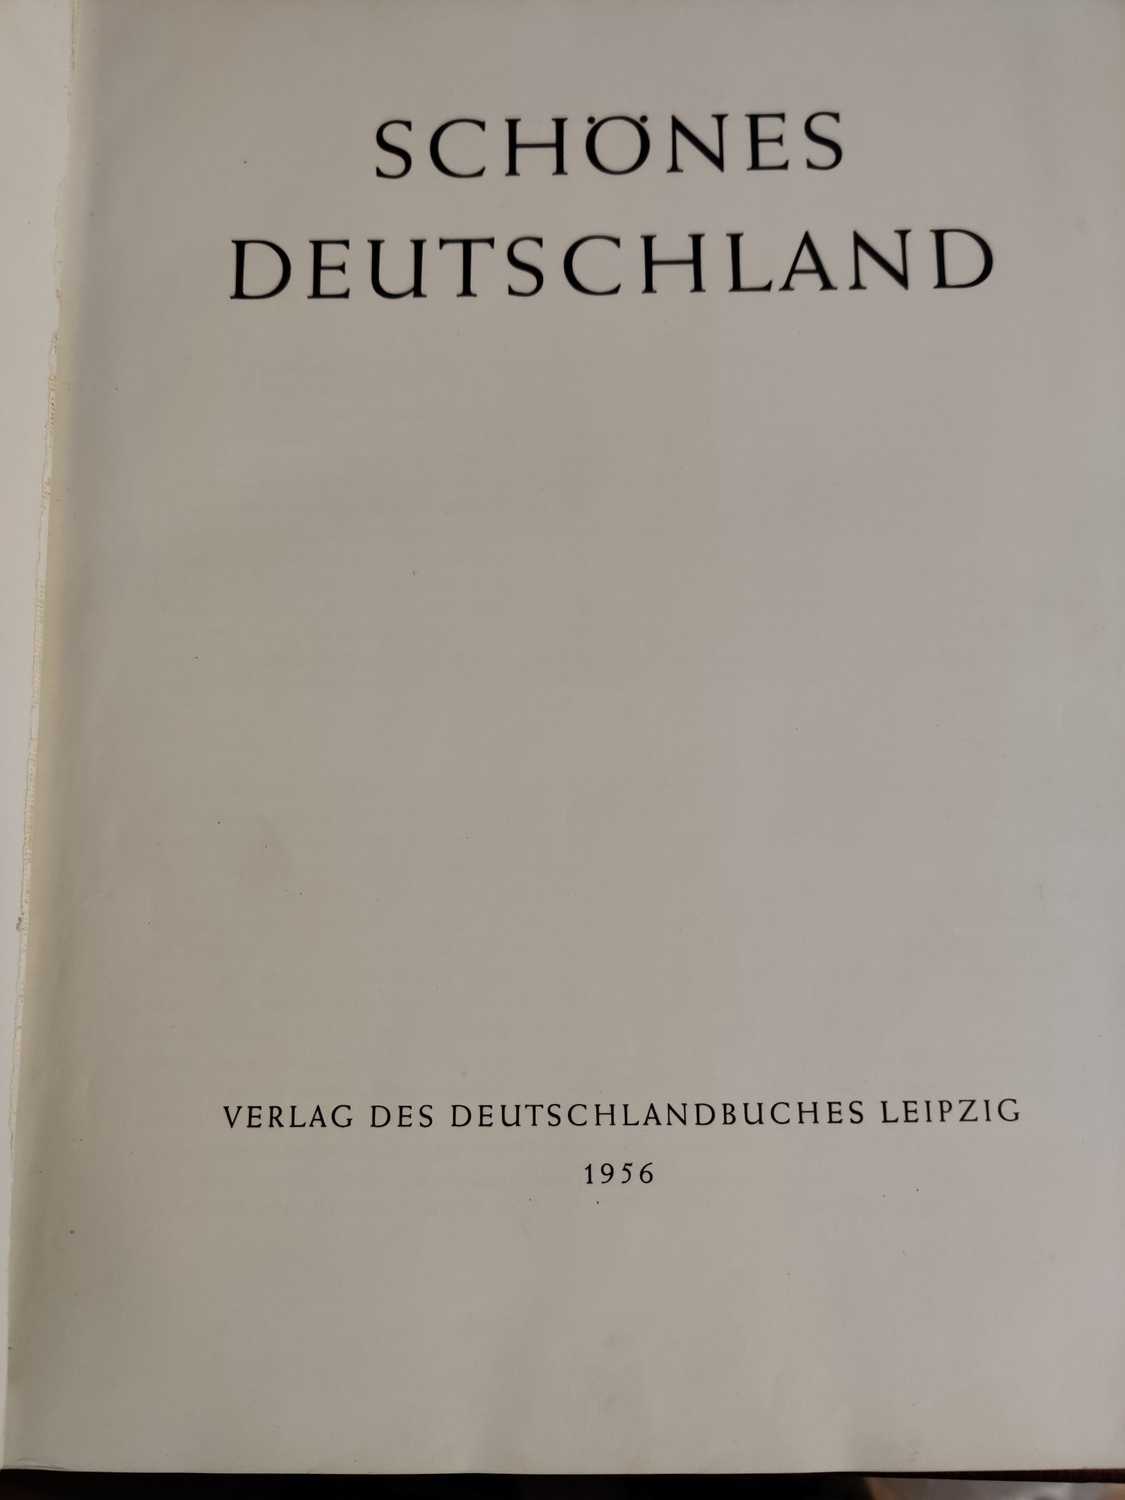 SCHÖNES
DEUTSCHLAND
VERLAG DES DEUTSCHLANDBUCHES LEIPZIG
1956